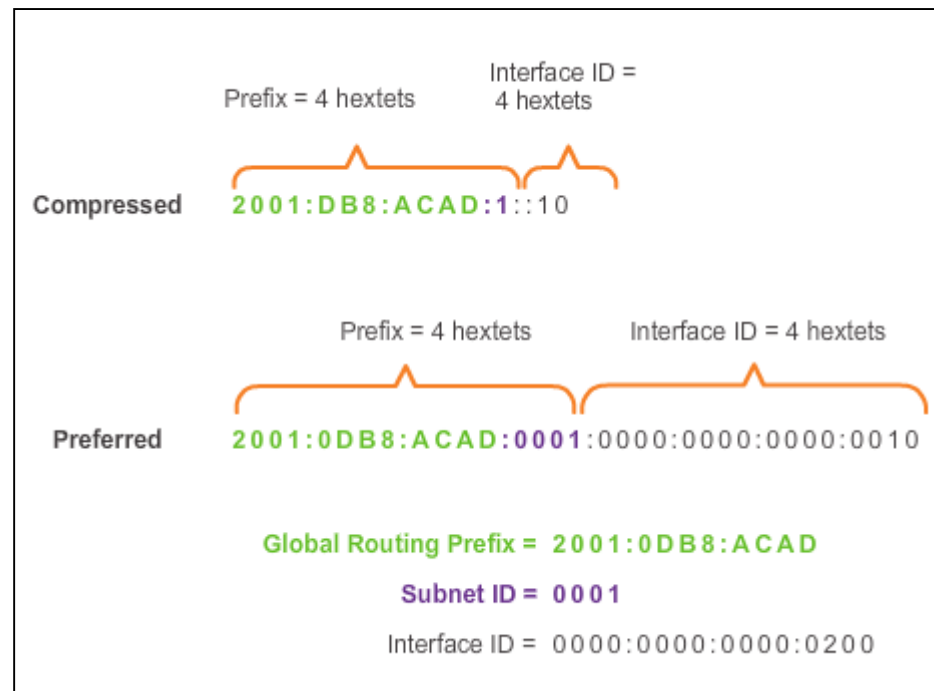 Interface ID =
4 hextets
Prefix = 4 hextets
Compressed 2001:DB8:ACAD:1::10
Prefix = 4 hextets Interface ID = 4 hextets
Preferred 2001:0DB8:ACAD:0001:0000:0000:0000:0010
Global Routing Prefix = 2001:0DB8:ACAD
Subnet ID = 0001
Interface ID = 0000:0000:0000:0200